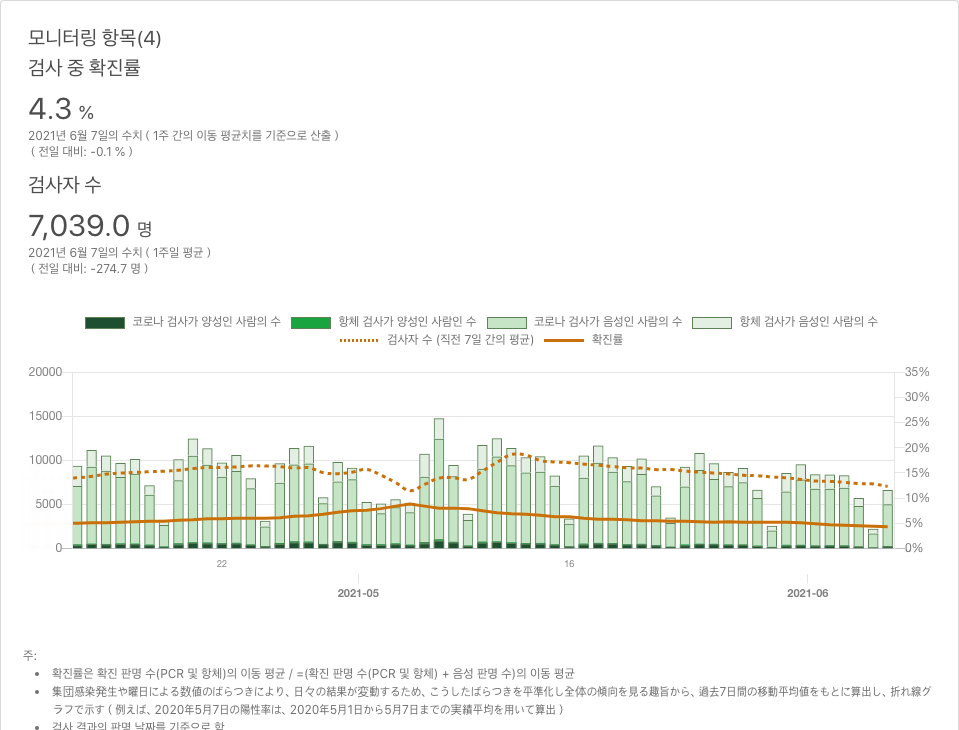 모니터링 항목(4)
검사 중 확진률
4.3 %
2021년 6월 7일의 수치 ( 1주 간의 이동 평균치를 기준으로 산출 )
( 전일 대비: -0.1 % )
검사자 수
7,039.0 명
2021년 6월 7일의 수치 ( 1주일 평균 )
( 전일 대비: -274.7 명 )
코로나 검사가 양성인 사람의 수 항체 검사가 양성인 사람인 수 코로나 검사가 음성인 사람의 수 항체 검사가 음성인 사람의 수
검사자 수 (직전 7일 간의 평균) 확진률
20000 35%
30%
15000 25%
20%
10000 15%
10%
5000 5%
0 0%
22 16
2021-05 2021-06
주:
• 확진률은 확진 판명 수(PCR 및 항체)의 이동 평균 / =(확진 판명 수(PCR 및 항체) + 음성 판명 수)의 이동 평균
• 集団感染発生や曜日による数値のばらつきにより、日々の結果が変動するため、こうしたばらつきを平準化し全体の傾向を見る趣旨から、過去7日間の移動平均値をもとに算出し、折れ線グ
ラフで示す ( 例えば、2020年5月7日の陽性率は、2020年5月1日から5月7日までの実績平均を用いて算出 )
• 검사 결과의 판명 날짜를 기준으로 함